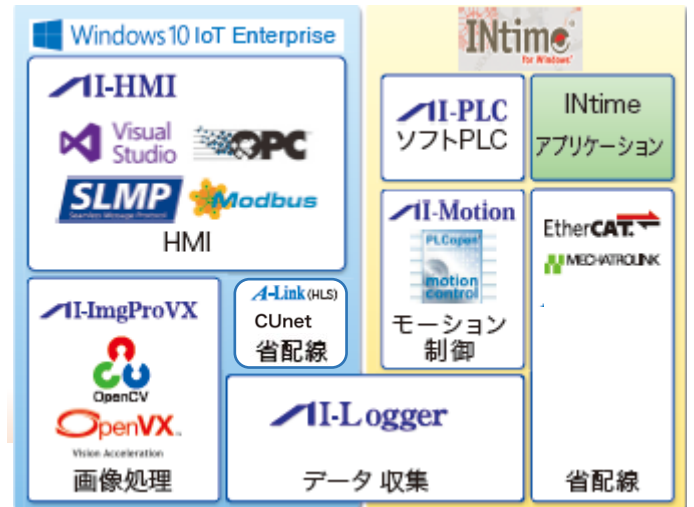 Windows 10 IoT Enterprise
AI-HMI
Visual
Studio
OPC
SLMP
Seamless Message Protocol
Modbus
HMI
AI-ImgProVX
OpenCV
OpenVX
Vision Acceleration
画像処理
A-Link (HLS)
CUnet
省配線
AI-Logger
データ 収集
INtime
for Windows
AI-PLC
ソフトPLC
INtime
アプリケーション
AI-Motion
PLCopen
motion
control
モーション
制御
EtherCAT
MECHATROLINK
省配線